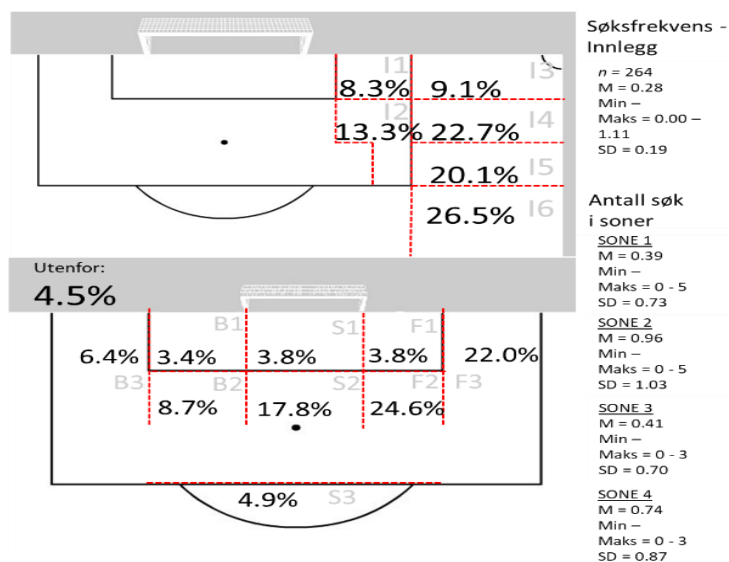 Søksfrekvens -
Innlegg
n = 264
M = 0.28
Min –
Maks = 0.00 –
1.11
SD = 0.19
I1
I3
8.3%
9.1%
I2
I4
13.3%
22.7%
I5
20.1%
I6
26.5%
Antall søk
i soner
SONE 1
M = 0.39
Min –
Maks = 0 - 5
SD = 0.73
SONE 2
M = 0.96
Min –
Maks = 0 - 5
SD = 1.03
SONE 3
M = 0.41
Min –
Maks = 0 - 3
SD = 0.70
SONE 4
M = 0.74
Min –
Maks = 0 - 3
SD = 0.87
Utenfor:
4.5%
B1
S1
F1
6.4%
3.4%
3.8%
3.8%
22.0%
B3
B2
S2
F2
F3
8.7%
17.8%
24.6%
4.9%
S3